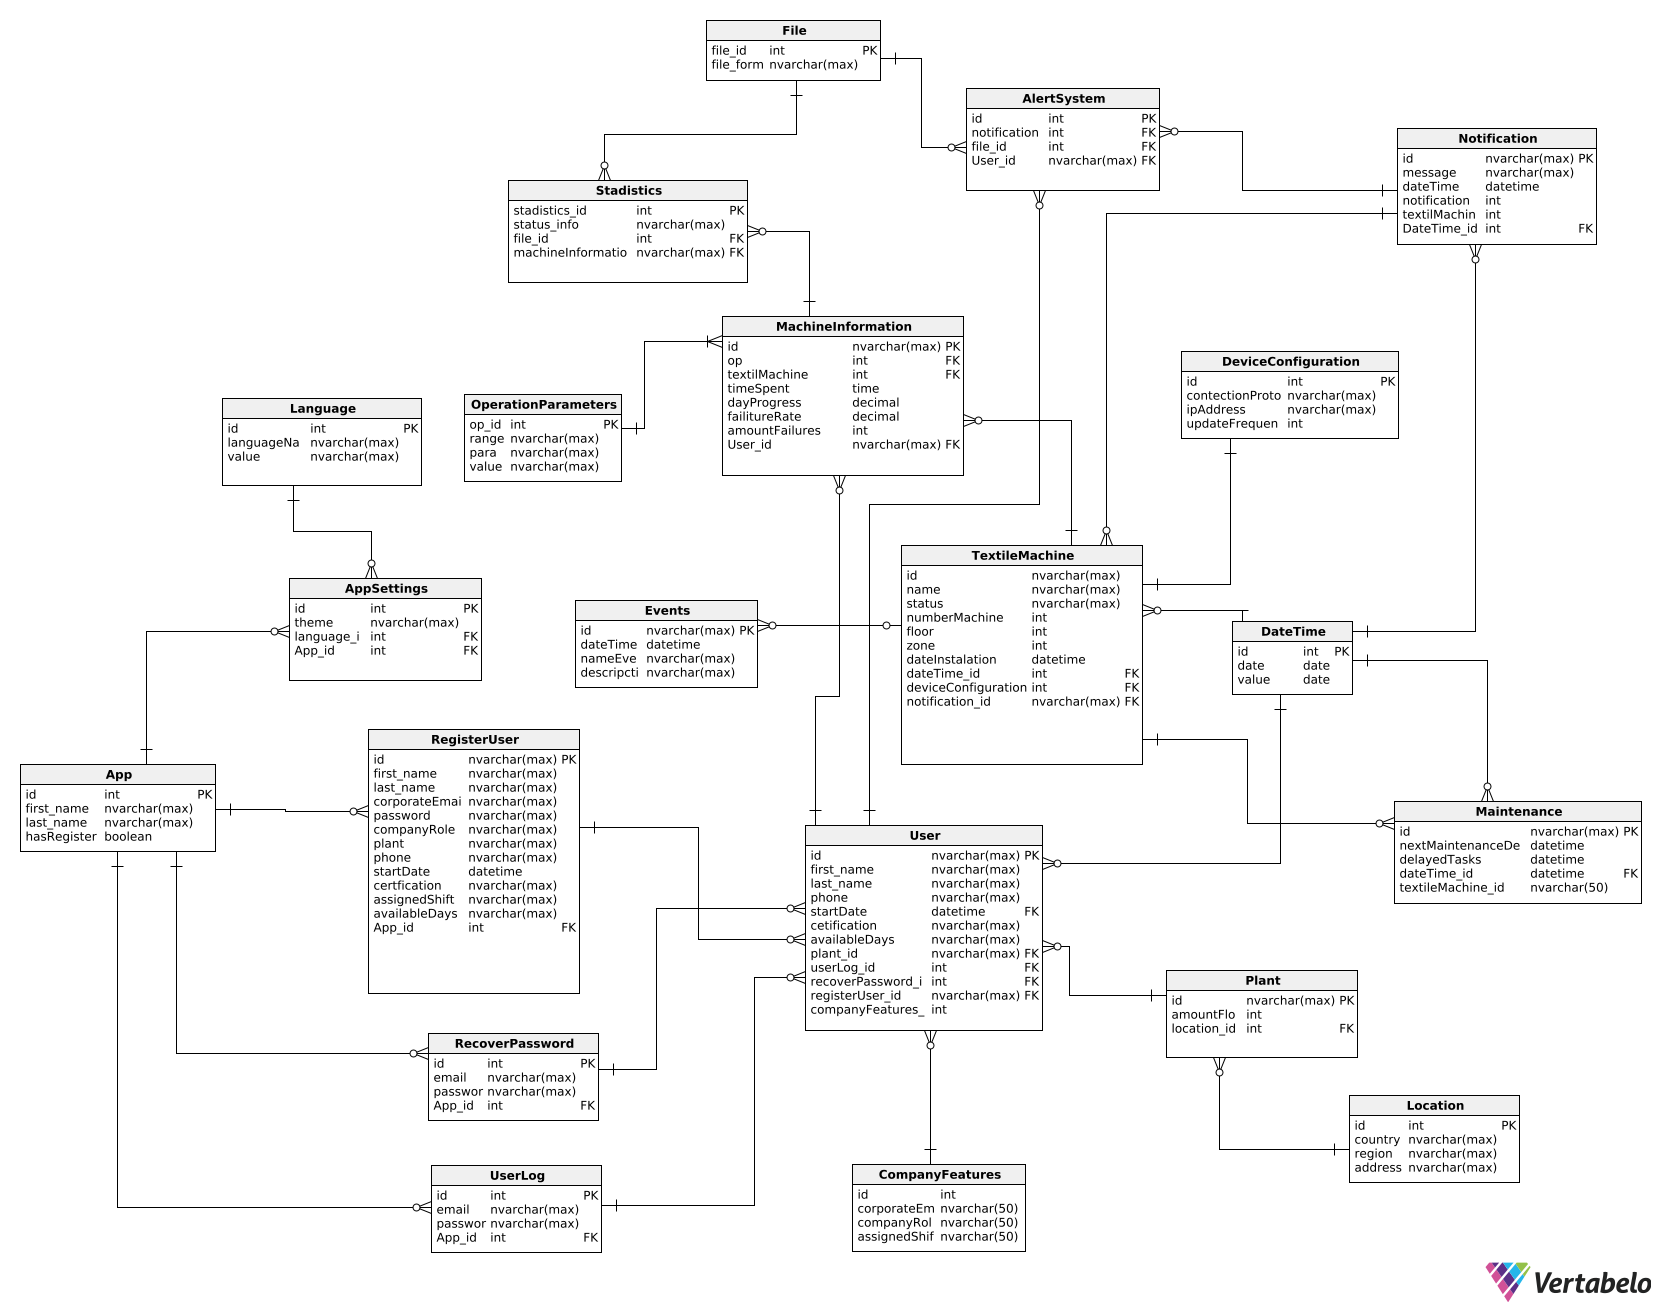 File
file_id int PK
file_form nvarchar(max)
AlertSystem
id int PK
notification int FK
file_id int FK
User_id nvarchar(max) FK
Notification
id nvarchar(max) PK
message nvarchar(max)
dateTime datetime
notification int
textilMachin int
DateTime_id int FK
Stadistics
stadistics_id int PK
status_info nvarchar(max)
file_id int FK
machineInformatio nvarchar(max) FK
MachineInformation
id nvarchar(max) PK
op int FK
textilMachine int FK
timeSpent time
dayProgress decimal
failitureRate decimal
amountFailures int
User_id nvarchar(max) FK
DeviceConfiguration
id int PK
contectionProto nvarchar(max)
ipAddress nvarchar(max)
updateFrequen int
Language
id int PK
languageNa nvarchar(max)
value nvarchar(max)
OperationParameters
op_id int PK
range nvarchar(max)
para nvarchar(max)
value nvarchar(max)
TextileMachine
id nvarchar(max)
name nvarchar(max)
status nvarchar(max)
numberMachine int
floor int
zone int
dateInstalation datetime
dateTime_id int FK
deviceConfiguration int FK
notification_id nvarchar(max) FK
AppSettings
id int PK
theme nvarchar(max)
language_i int FK
App_id int FK
Events
id nvarchar(max) PK
dateTime datetime
nameEve nvarchar(max)
descripcti nvarchar(max)
DateTime
id int PK
date date
value date
RegisterUser
id nvarchar(max) PK
first_name nvarchar(max)
last_name nvarchar(max)
corporateEmai nvarchar(max)
password nvarchar(max)
companyRole nvarchar(max)
plant nvarchar(max)
phone nvarchar(max)
startDate datetime
certfication nvarchar(max)
assignedShift nvarchar(max)
availableDays nvarchar(max)
App_id int FK
App
id int PK
first_name nvarchar(max)
last_name nvarchar(max)
hasRegister boolean
User
id nvarchar(max) PK
first_name nvarchar(max)
last_name nvarchar(max)
phone nvarchar(max)
startDate datetime FK
cetification nvarchar(max)
availableDays nvarchar(max)
plant_id nvarchar(max) FK
userLog_id int FK
recoverPassword_i int FK
registerUser_id nvarchar(max) FK
companyFeatures_ int
Maintenance
id nvarchar(max) PK
nextMaintenanceDe datetime
delayedTasks datetime
dateTime_id datetime FK
textileMachine_id nvarchar(50)
Plant
id nvarchar(max) PK
amountFlo int
location_id int FK
RecoverPassword
id int PK
email nvarchar(max)
passwor nvarchar(max)
App_id int FK
Location
id int PK
country nvarchar(max)
region nvarchar(max)
address nvarchar(max)
UserLog
id int PK
email nvarchar(max)
passwor nvarchar(max)
App_id int FK
CompanyFeatures
id int
corporateEm nvarchar(50)
companyRol nvarchar(50)
assignedShif nvarchar(50)
Vertabelo